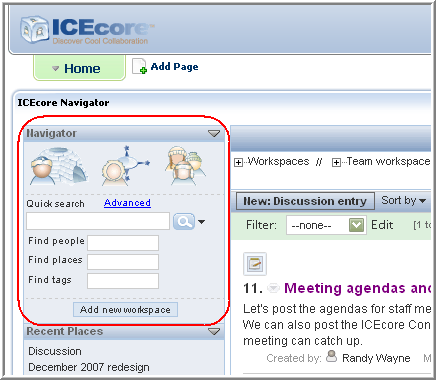 ICEcore™
Discover Cool Collaboration
Home
Add Page
ICEcore Navigator
Navigator
Quick search Advanced
Find people
Find places
Find tags
Add new workspace
Recent Places
Discussion
December 2007 redesign
Workspaces // Team workspace
New: Discussion entry Sort by
Filter: --none-- Edit [1 to
11. Meeting agendas and
Let's post the agendas for staff me
We can also post the ICEcore Con
meeting can catch up.
Created by: Randy Wayne M